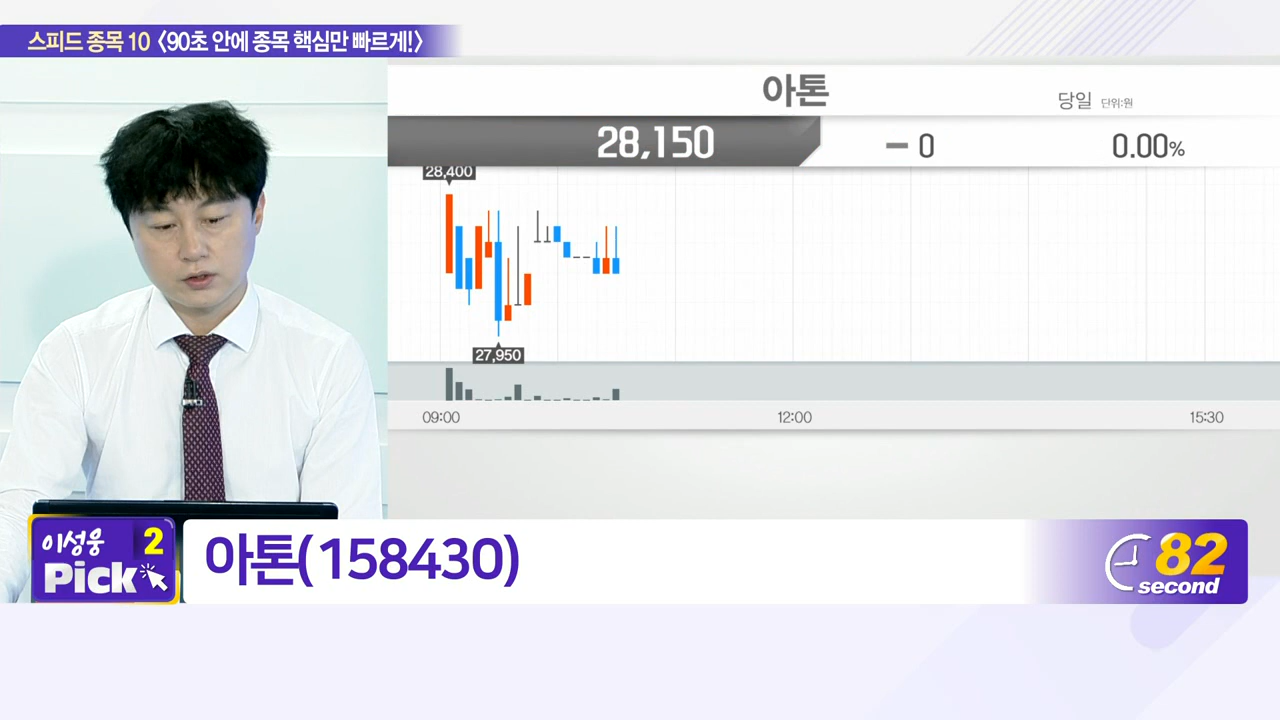 스피드 종목 10 〈90초 안에 종목 핵심만 빠르게!〉
아톤
당일 단위:원
28,150
0
0.00%
28,400
27,950
09:00
12:00
15:30
이성웅 2
Pick
아톤(158430)
82
second